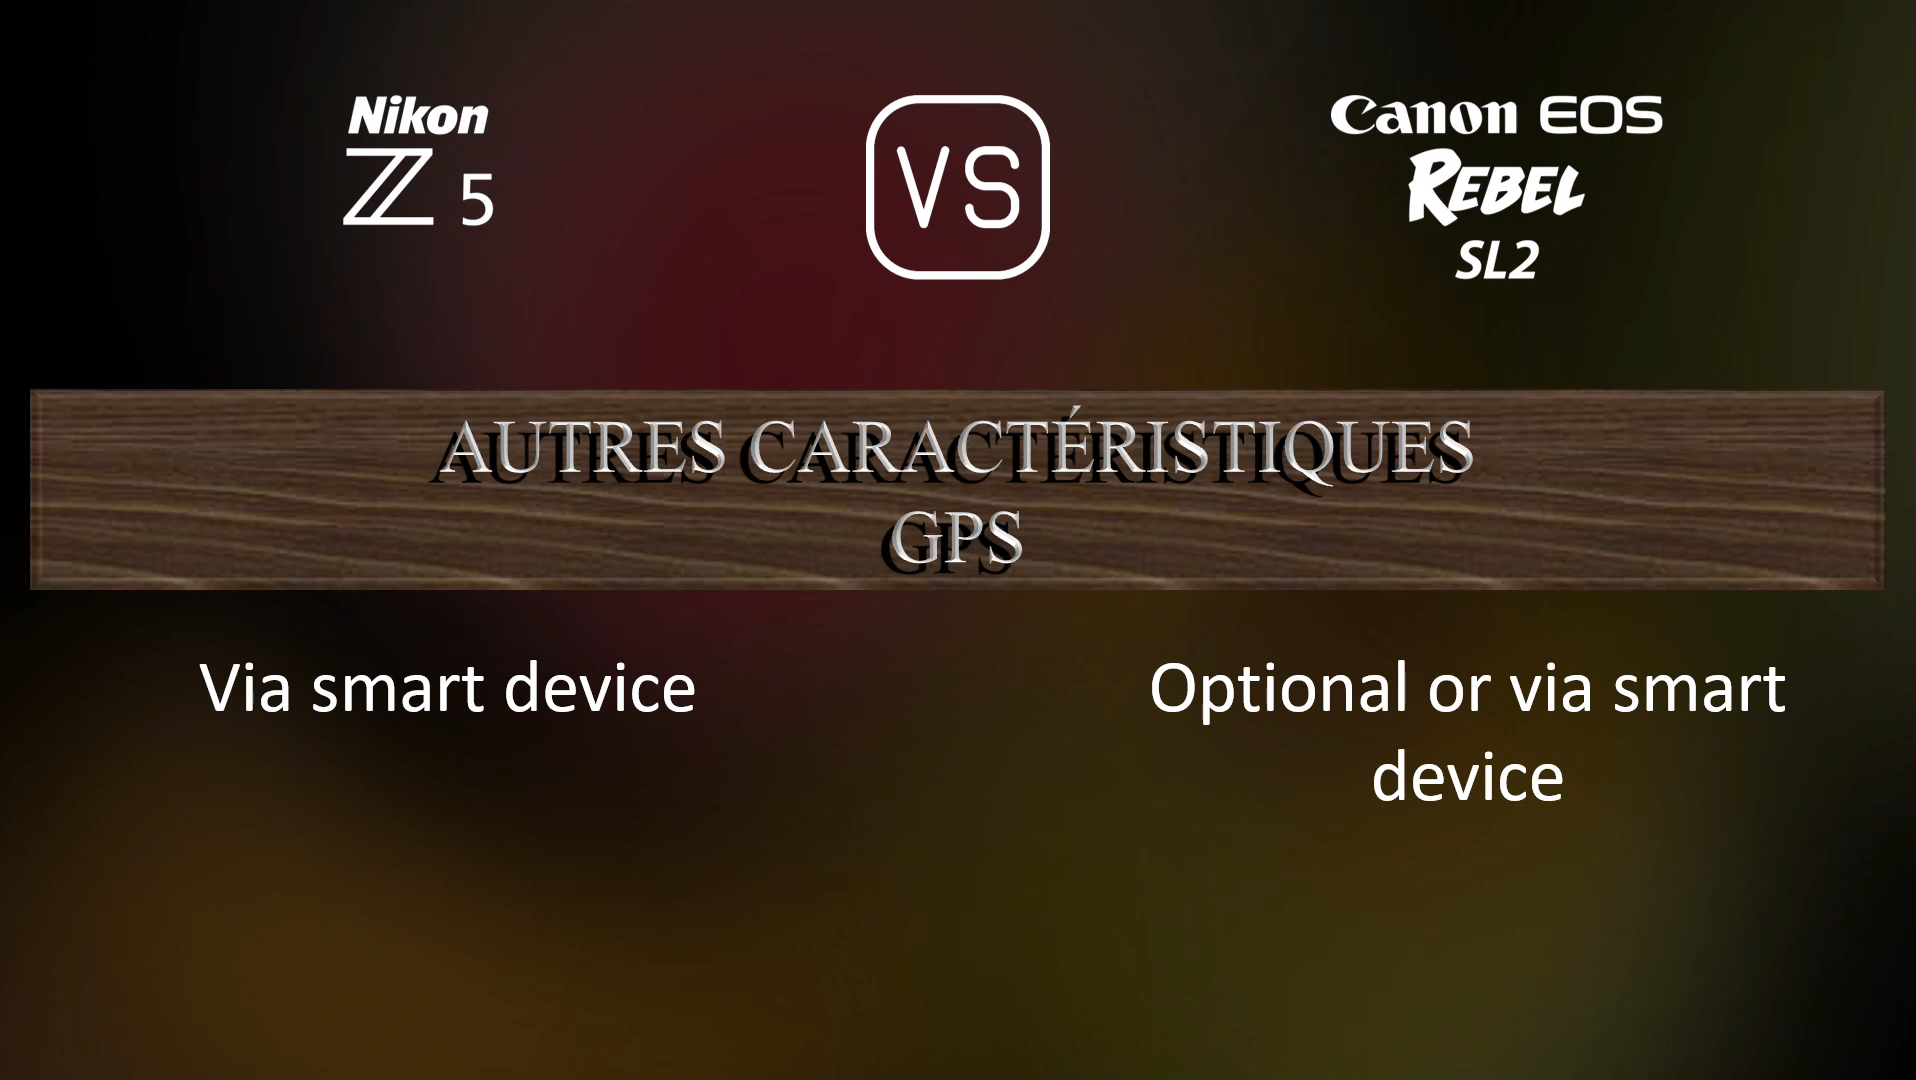 Nikon
Z 5
VS
Canon EOS
REBEL
SL2
AUTRES CARACTÉRISTIQUES
GPS
Via smart device
Optional or via smart
device